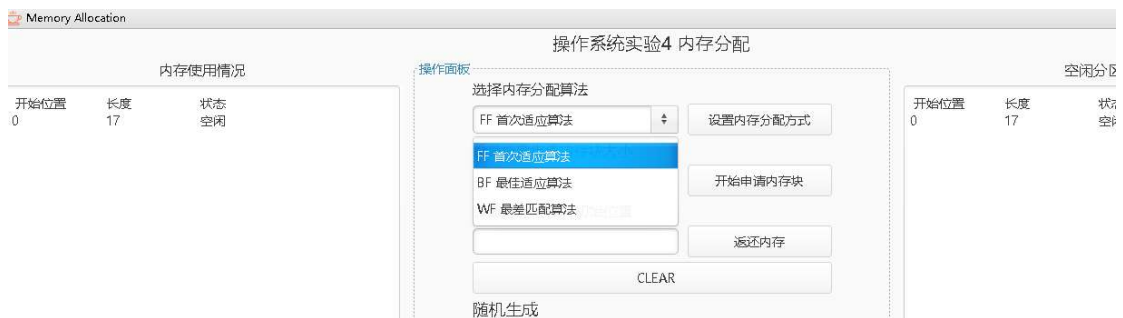 Memory Allocation
操作系统实验4 内存分配
内存使用情况
开始位置 长度 状态
0 17 空闲
操作面板
选择内存分配算法
FF 首次适应算法
设置内存分配方式
FF 首次适应算法
BF 最佳适应算法
WF 最差匹配算法
开始申请内存块
返还内存
CLEAR
随机生成
空闲分区
开始位置 长度 状态
0 17 空闲